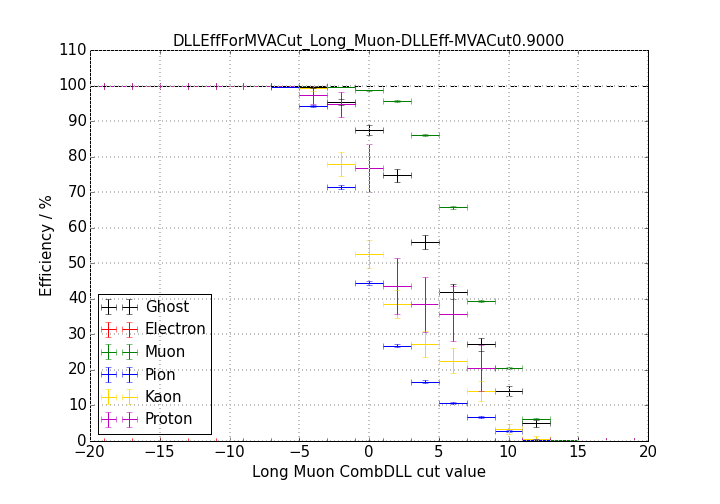 DLLEffForMVACut_Long_Muon-DLLEff-MVACut0.9000
110
100
90
80
70
60
50
40
30
20
10
0
Efficiency / %
Ghost
Electron
Muon
Pion
Kaon
Proton
−20 −15 −10 −5 0 5 10 15 20
Long Muon CombDLL cut value